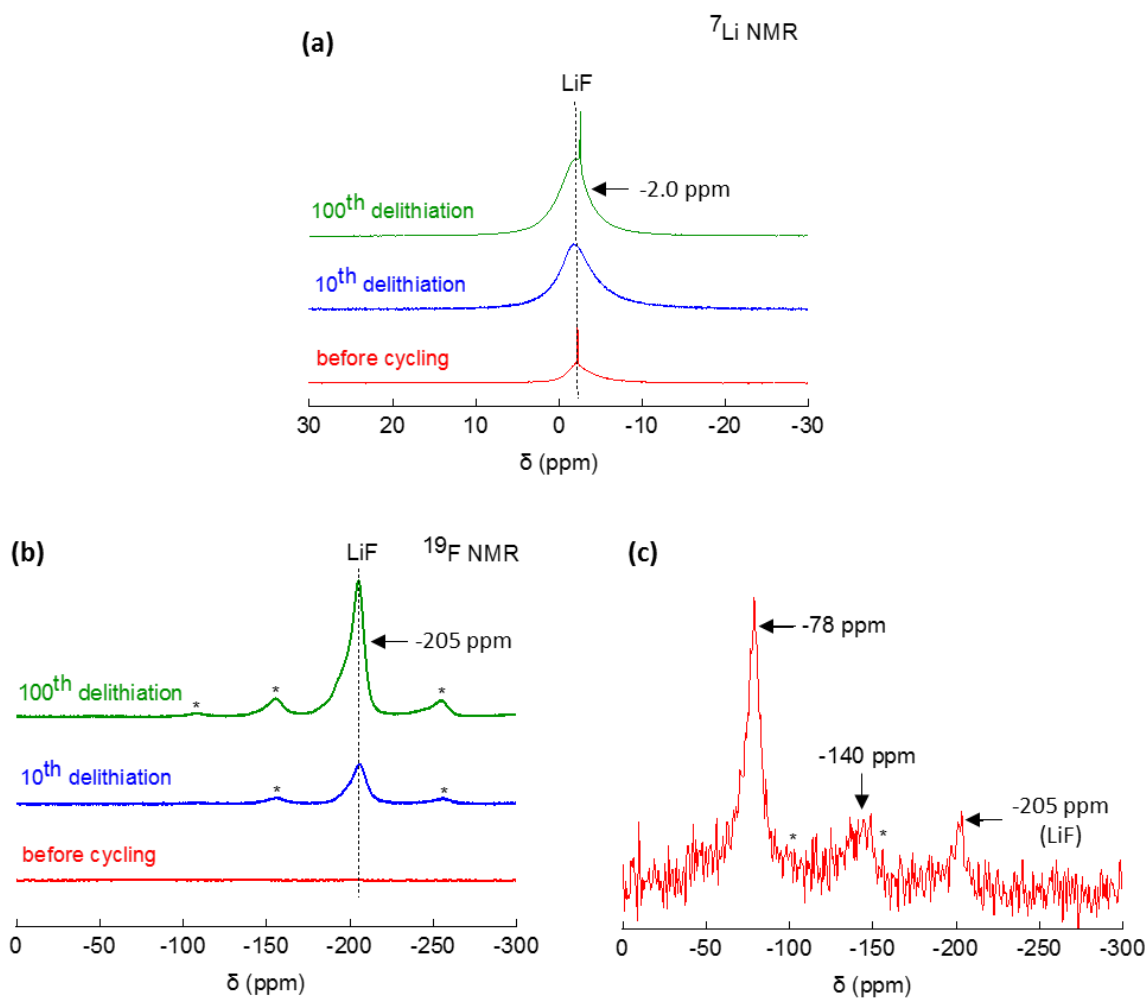 (a)
⁷Li NMR
LiF
-2.0 ppm
100th delithiation
10th delithiation
before cycling
30 20 10 0 -10 -20 -30
δ (ppm)
(b)
LiF
¹⁹F NMR
-205 ppm
100th delithiation
* * *
10th delithiation
* *
before cycling
0 -50 -100 -150 -200 -250 -300
δ (ppm)
(c)
-78 ppm
-140 ppm
-205 ppm
(LiF)
* *
0 -50 -100 -150 -200 -250 -300
δ (ppm)